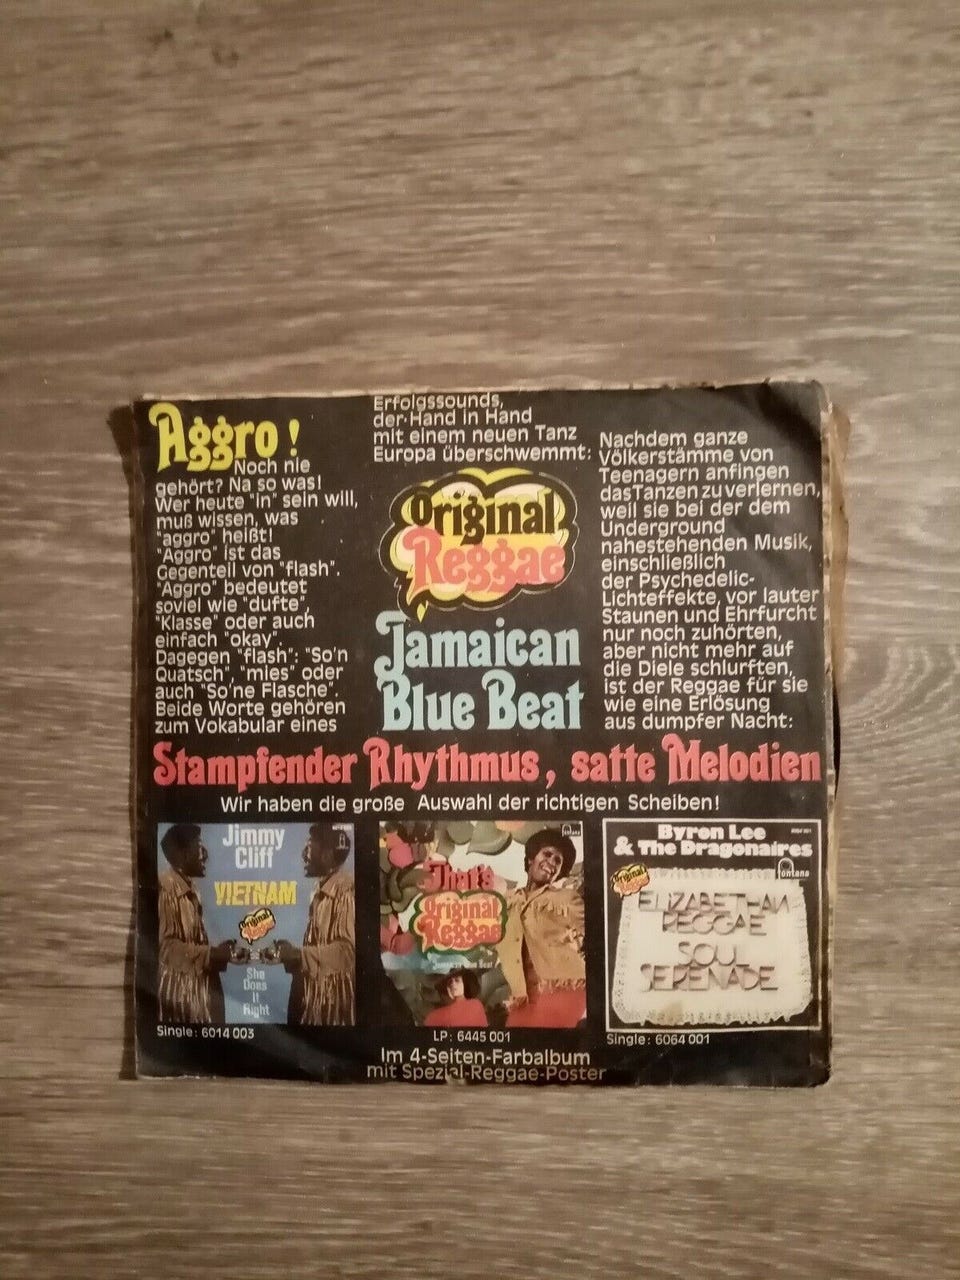 Aggro!
Noch nie
gehört? Na so was!
Wer heute "in" sein will,
muß wissen, was
"aggro" heißt!
"Aggro" ist das
Gegenteil von "flash".
"Aggro" bedeutet
soviel wie "dufte",
"Klasse" oder auch
einfach "okay".
Dagegen "flash": "So'n
Quatsch", "mies" oder
auch "So'ne Flasche".
Beide Worte gehören
zum Vokabular eines
Erfolgssounds,
der Hand in Hand
mit einem neuen Tanz
Europa überschwemmt:
Original
Reggae
Jamaican
Blue Beat
Nachdem ganze
Völkerstämme von
Teenagern anfingen
das Tanzen zu verlernen,
weil sie bei der dem
Underground
nahestehenden Musik,
einschließlich
der Psychedelic-
Lichteffekte, vor lauter
Staunen und Ehrfurcht
nur noch zuhörten,
aber nicht mehr auf
die Diele schlurften,
ist der Reggae für sie
wie eine Erlösung
aus dumpfer Nacht:
Stampfender Rhythmus, satte Melodien
Wir haben die große Auswahl der richtigen Scheiben!
Jimmy
Cliff
VIETNAM
Original
Reggae
She
Does
It
Right
Single: 6014 003
fontana
That's
Original
Reggae
Jamaican Blue Beat
LP: 6445 001
Im 4-Seiten-Farbalbum
mit Spezial-Reggae-Poster
Byron Lee
& The Dragonaires
fontana
Original
Reggae
ELIZABETHAN
REGGAE
SOUL
SERENADE
Single: 6064 001